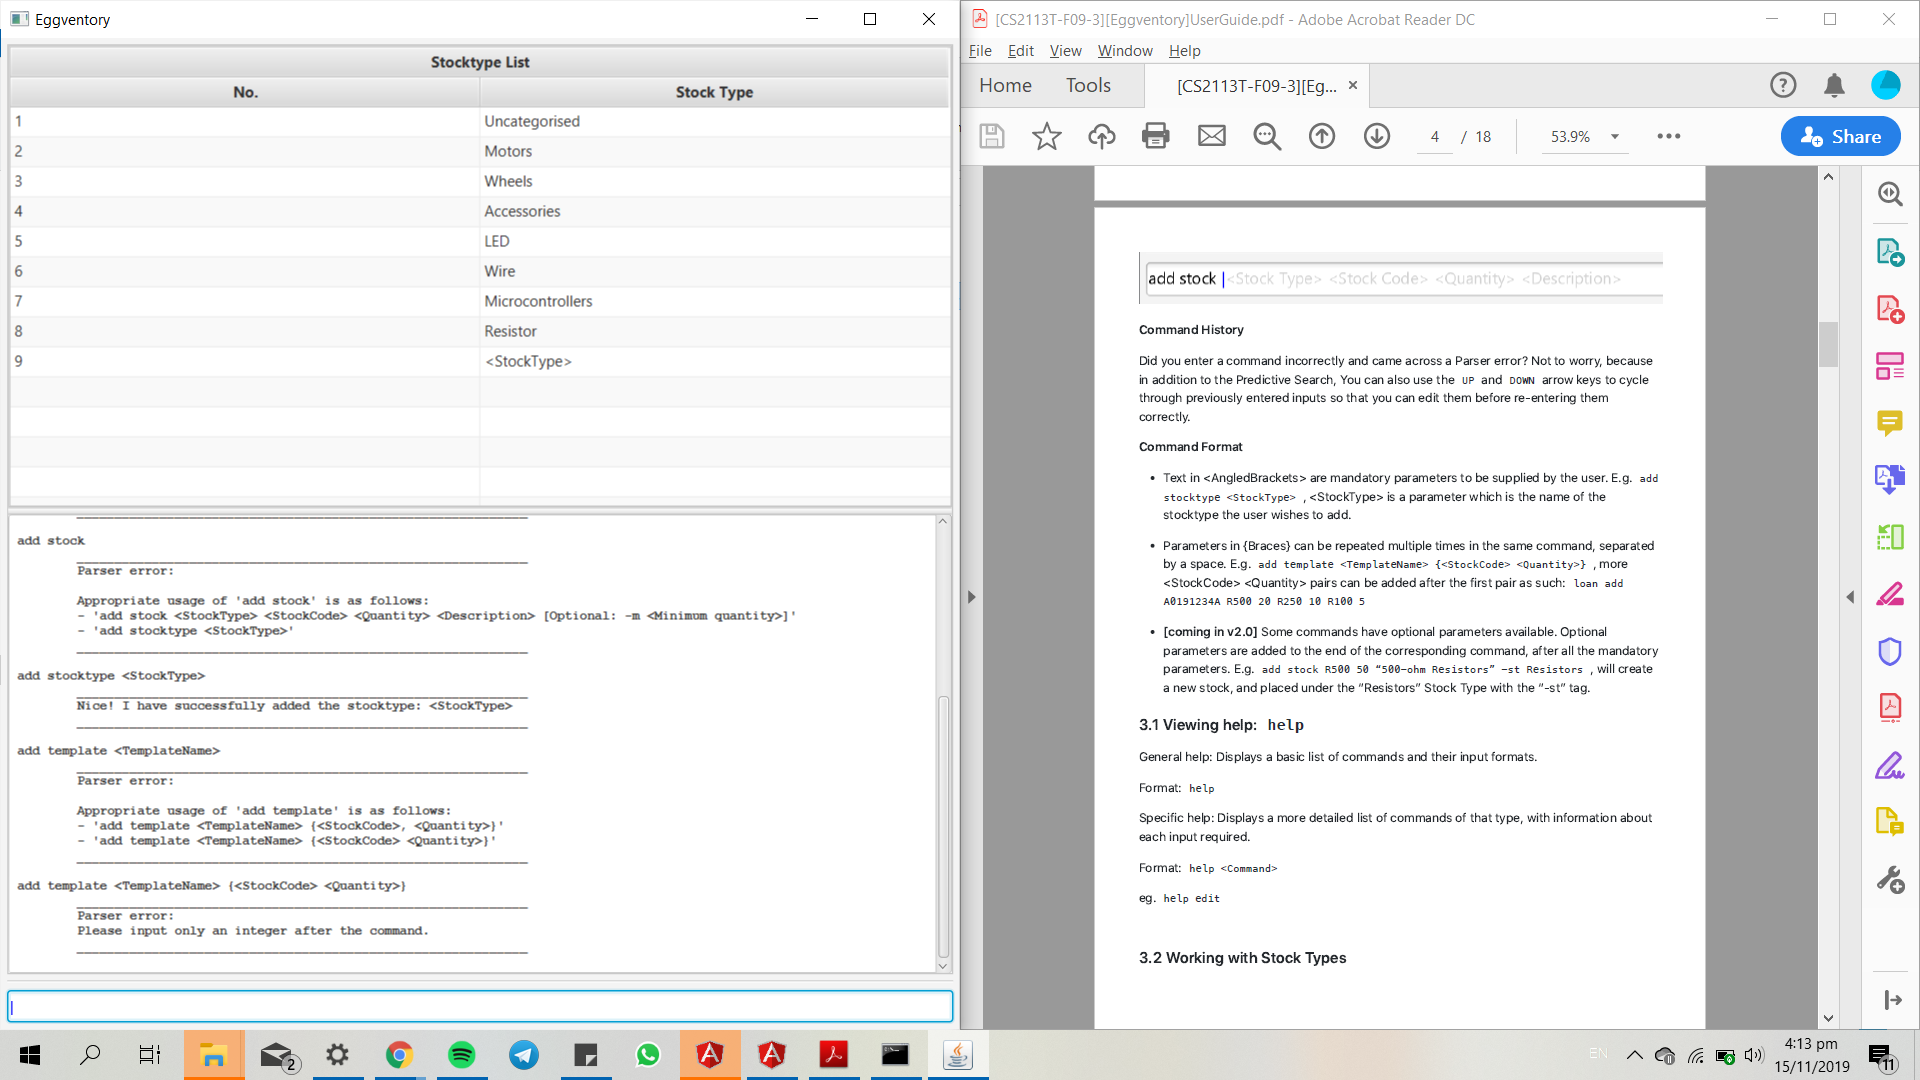 Eggventory
Stocktype List
No. Stock Type
1 Uncategorised
2 Motors
3 Wheels
4 Accessories
5 LED
6 Wire
7 Microcontrollers
8 Resistor
9 <StockType>
add stock
Parser error:
Appropriate usage of 'add stock' is as follows:
- 'add stock <StockType> <StockCode> <Quantity> <Description> [Optional: -m <Minimum quantity>]'
- 'add stocktype <StockType>'
add stocktype <StockType>
Nice! I have successfully added the stocktype: <StockType>
add template <TemplateName>
Parser error:
Appropriate usage of 'add template' is as follows:
- 'add template <TemplateName> {<StockCode>, <Quantity>}'
- 'add template <TemplateName> {<StockCode> <Quantity>}'
add template <TemplateName> {<StockCode> <Quantity>}
Parser error:
Please input only an integer after the command.
[CS2113T-F09-3][Eggventory]UserGuide.pdf - Adobe Acrobat Reader DC
File Edit View Window Help
Home Tools [CS2113T-F09-3][Eg... ×
4 / 18 53.9% Share
add stock <Stock Type> <Stock Code> <Quantity> <Description>
Command History
Did you enter a command incorrectly and came across a Parser error? Not to worry, because
in addition to the Predictive Search, You can also use the UP and DOWN arrow keys to cycle
through previously entered inputs so that you can edit them before re-entering them
correctly.
Command Format
• Text in <AngledBrackets> are mandatory parameters to be supplied by the user. E.g. add
stocktype <StockType> , <StockType> is a parameter which is the name of the
stocktype the user wishes to add.
• Parameters in {Braces} can be repeated multiple times in the same command, separated
by a space. E.g. add template <TemplateName> {<StockCode> <Quantity>} , more
<StockCode> <Quantity> pairs can be added after the first pair as such: loan add
A0191234A R500 20 R250 10 R100 5
• [coming in v2.0] Some commands have optional parameters available. Optional
parameters are added to the end of the corresponding command, after all the mandatory
parameters. E.g. add stock R500 50 “500-ohm Resistors” -st Resistors , will create
a new stock, and placed under the “Resistors” Stock Type with the “-st” tag.
3.1 Viewing help: help
General help: Displays a basic list of commands and their input formats.
Format: help
Specific help: Displays a more detailed list of commands of that type, with information about
each input required.
Format: help <Command>
eg. help edit
3.2 Working with Stock Types
2
EN
4:13 pm
15/11/2019
11